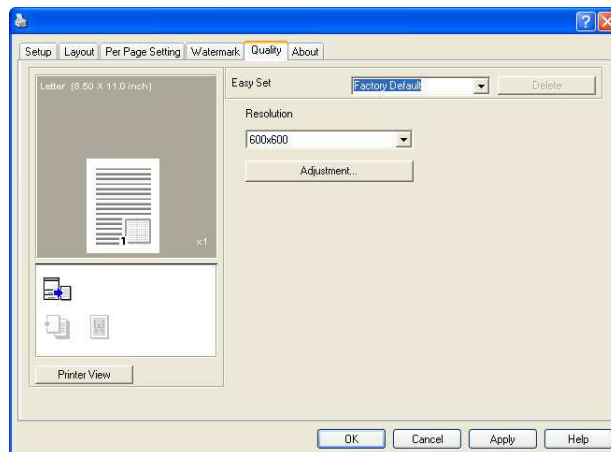 Setup Layout Per Page Setting Watermark Quality About
Letter (8.50 X 11.0 inch)
Easy Set Factory Default Delete
Resolution
600x600
Adjustment...
1
x1
Printer View
OK Cancel Apply Help